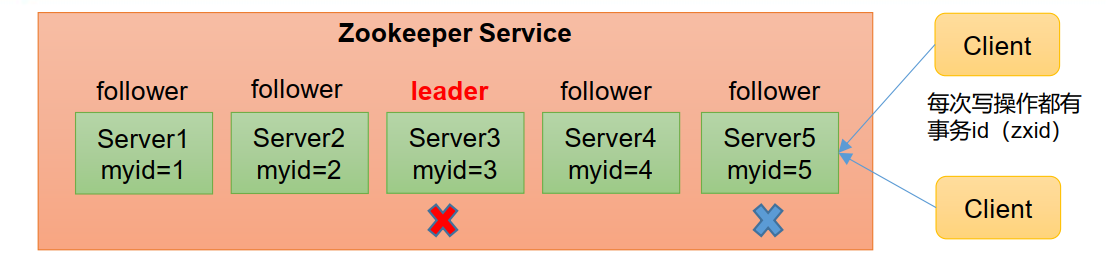 Zookeeper Service
follower
follower
leader
follower
follower
Server1
myid=1
Server2
myid=2
Server3
myid=3
Server4
myid=4
Server5
myid=5
Client
每次写操作都有
事务id（zxid）
Client